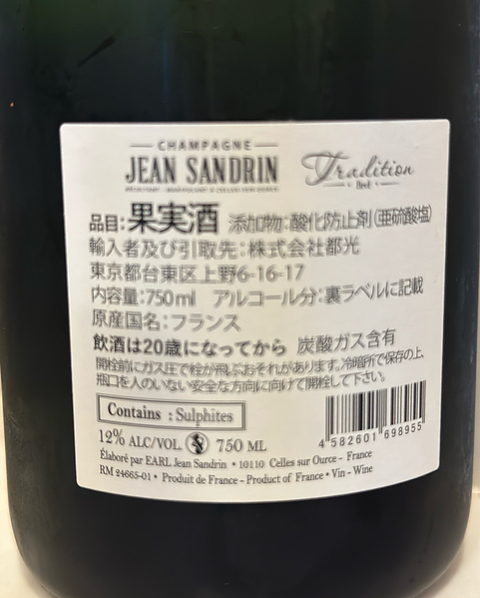 CHAMPAGNE
JEAN SANDRIN
Tradition
Brut
品目:果実酒 添加物:酸化防止剤(亜硫酸塩)
輸入者及び引取先:株式会社都光
東京都台東区上野6-16-17
内容量:750ml アルコール分:裏ラベルに記載
原産国名:フランス
飲酒は20歳になってから 炭酸ガス含有
開栓前にガス圧で栓が飛ぶおそれがあります。冷暗所で保存の上、
瓶口を人のいない安全な方向に向けて開栓して下さい。
Contains : Sulphites
12% ALC/VOL 750 ML
4 582601 698955
Élaboré par EARL Jean Sandrin • 10110 Celles sur Ource - France
RM 24665-01 • Produit de France - Product of France • Vin - Wine